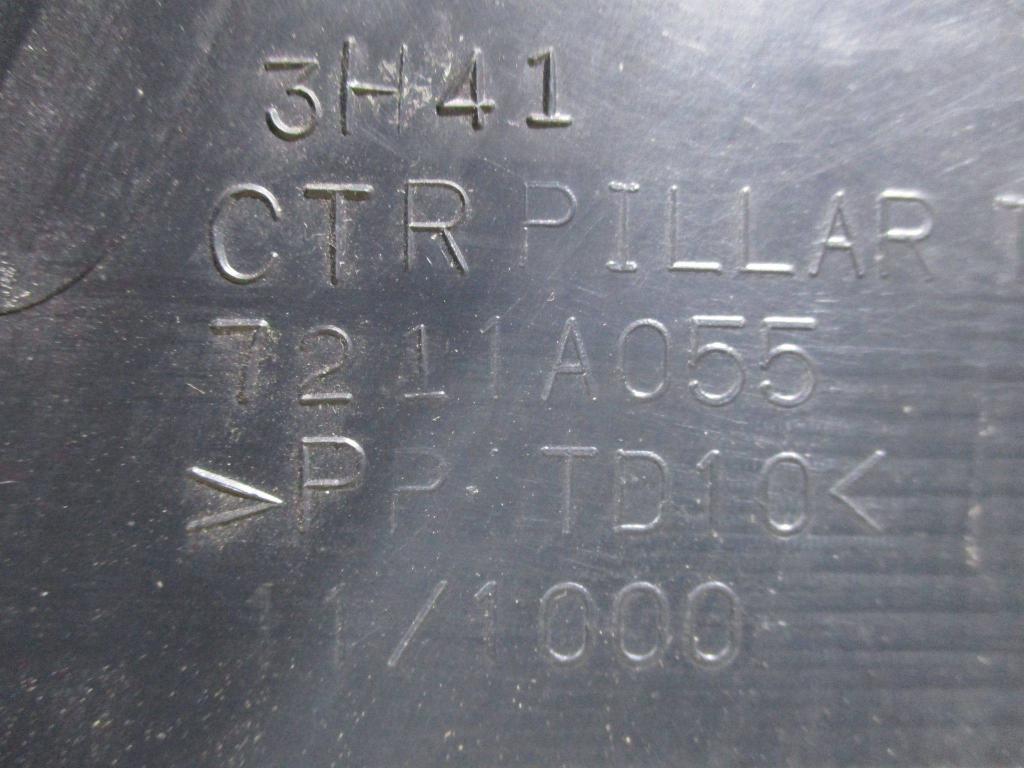 3H41
CTR PILLAR
7211A055
>PP TD10<
11/1000